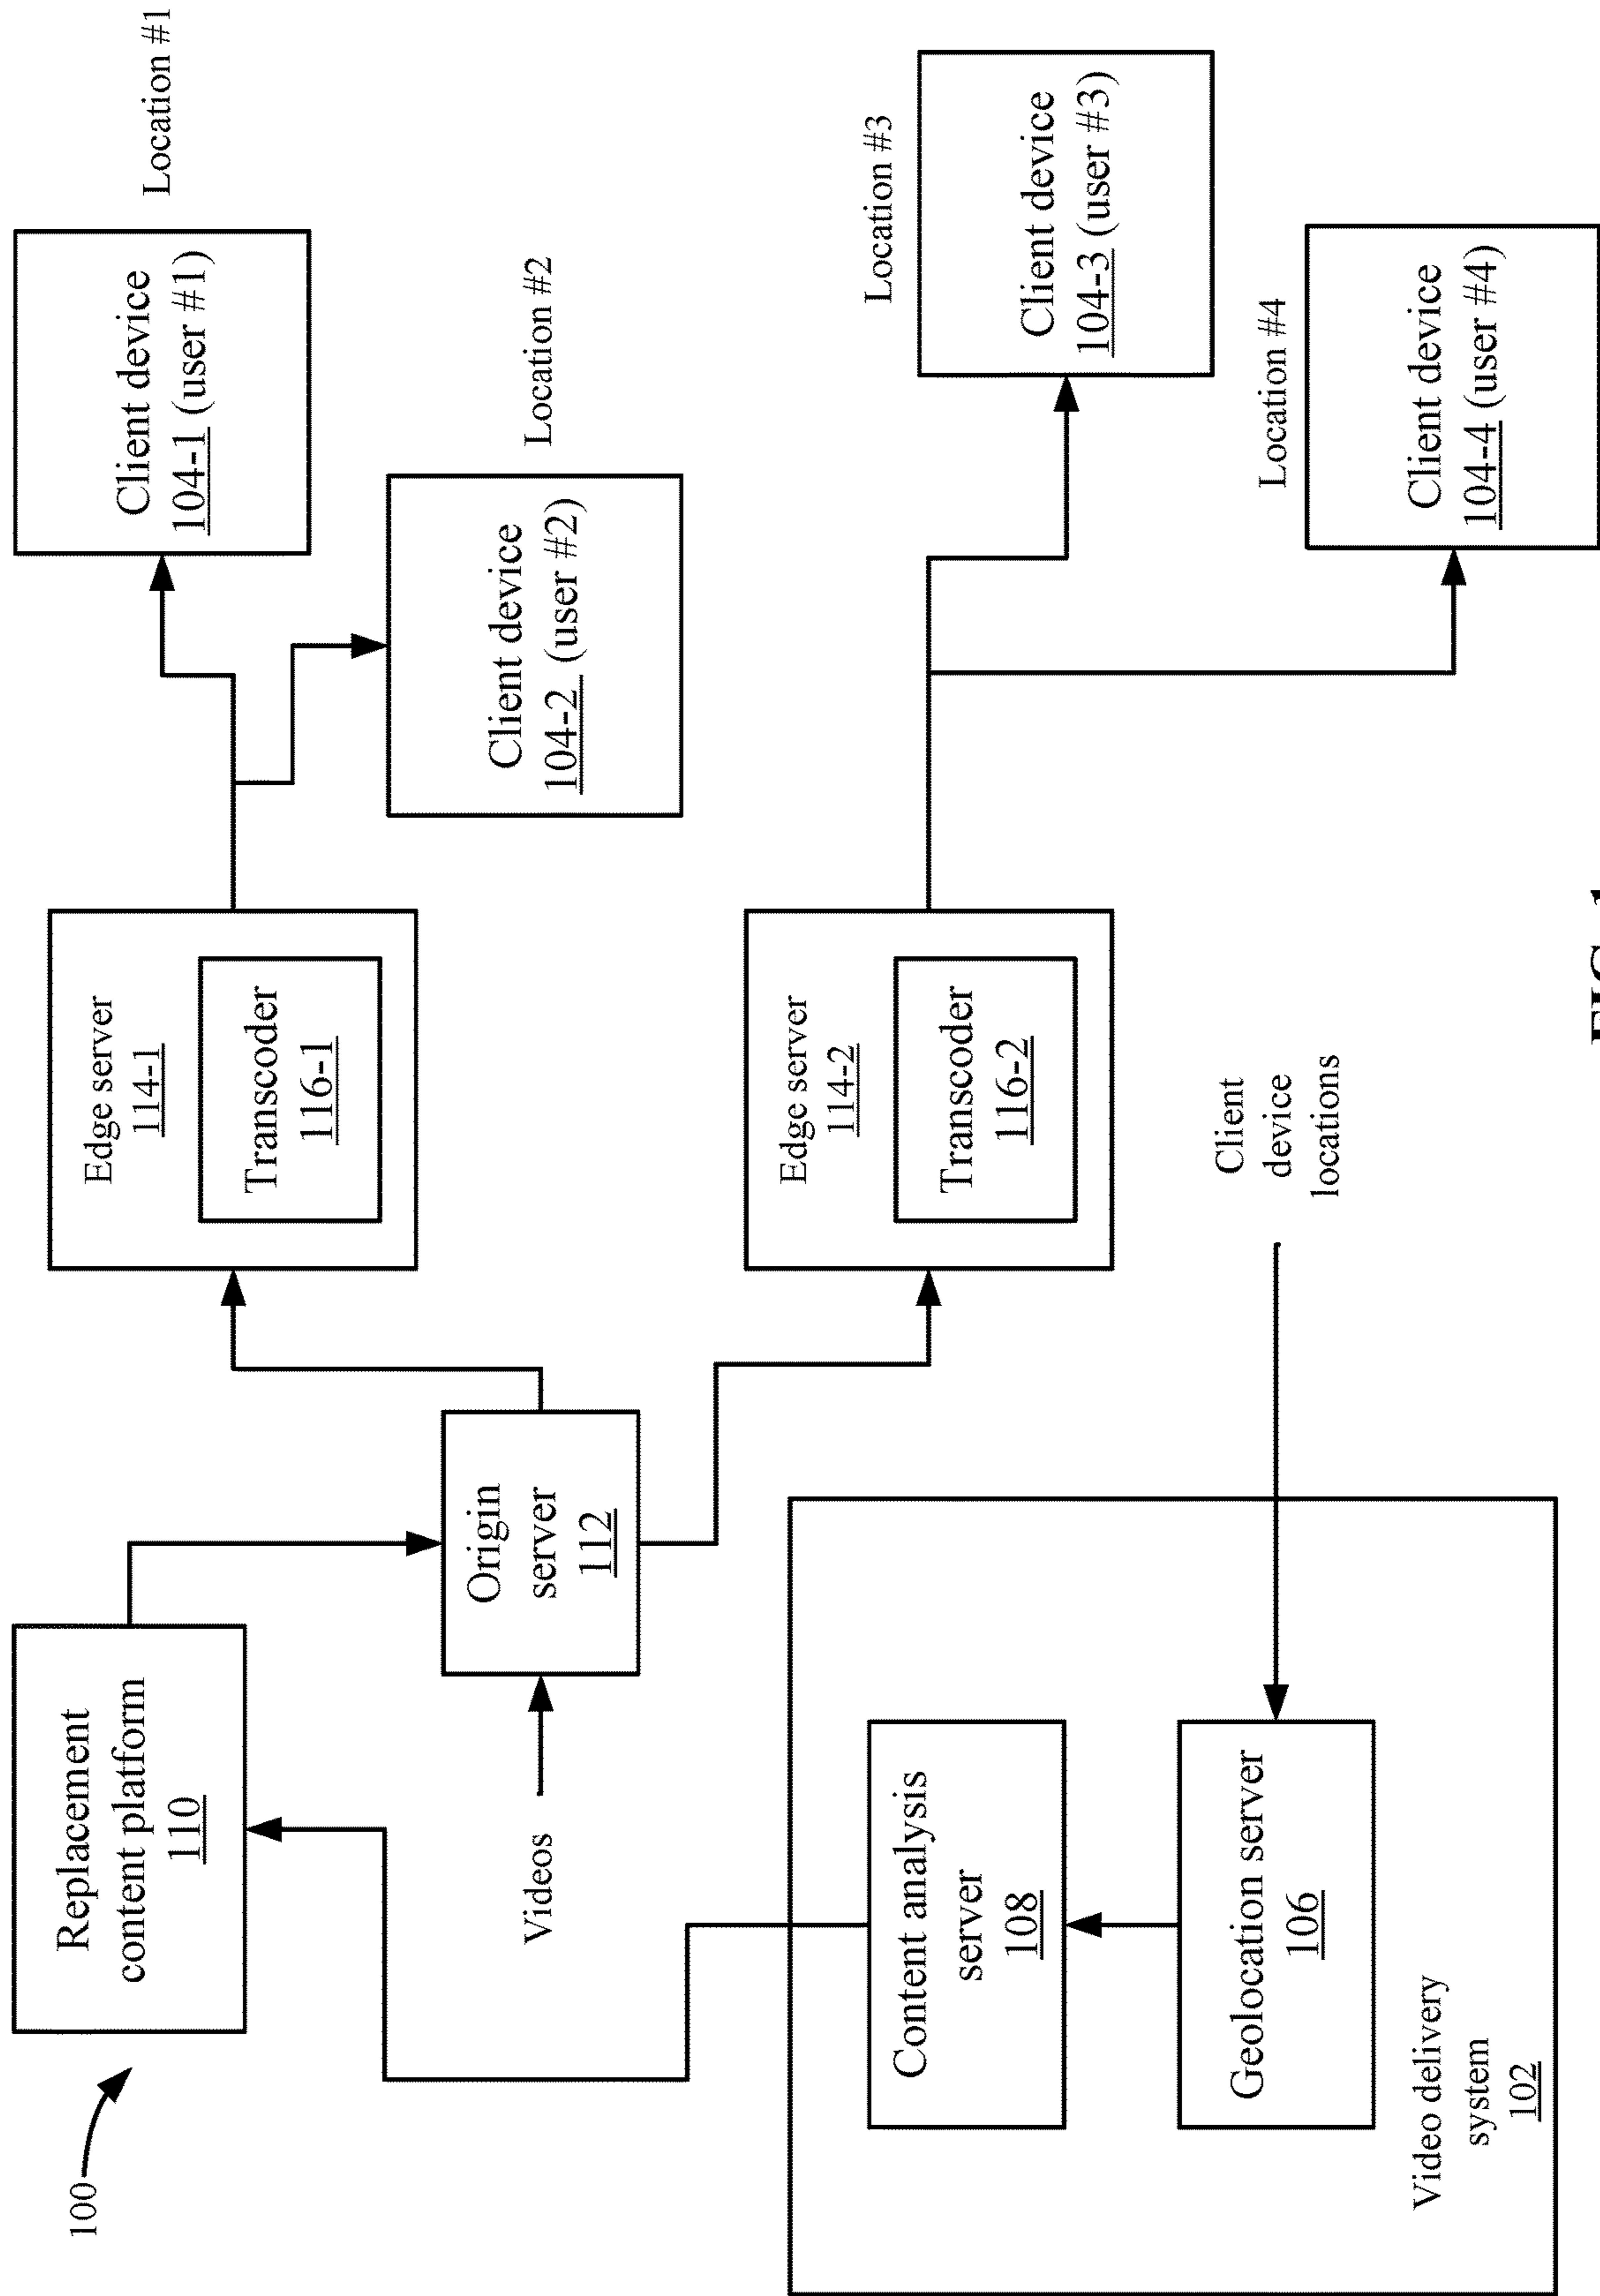 100
Replacement
content platform
110
Videos
Origin
server
112
Content analysis
server
108
Geolocation server
106
Video delivery
system
102
Client
device
locations
Edge server
114-1
Transcoder
116-1
Edge server
114-2
Transcoder
116-2
Client device
104-1 (user #1)
Location #1
Client device
104-2 (user #2)
Location #2
Client device
104-3 (user #3)
Location #3
Client device
104-4 (user #4)
Location #4